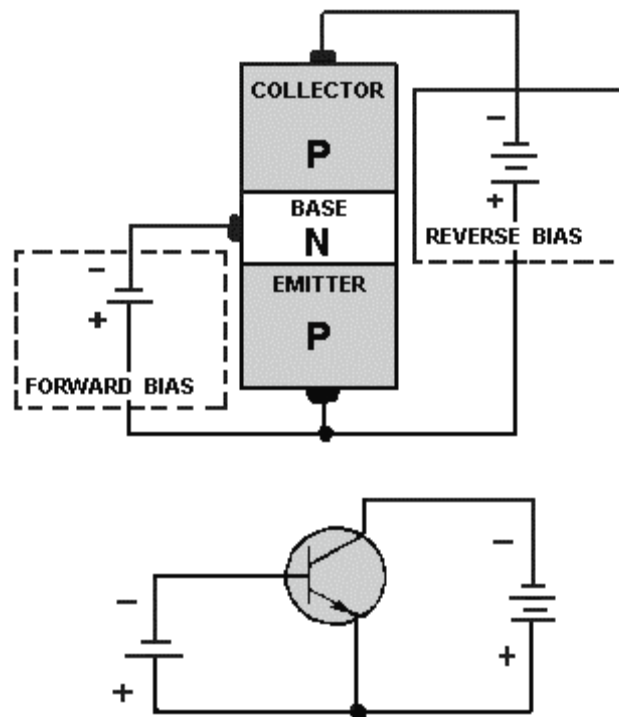 COLLECTOR
P
−
+
REVERSE BIAS
BASE
N
−
+
FORWARD BIAS
EMITTER
P
−
+
−
+